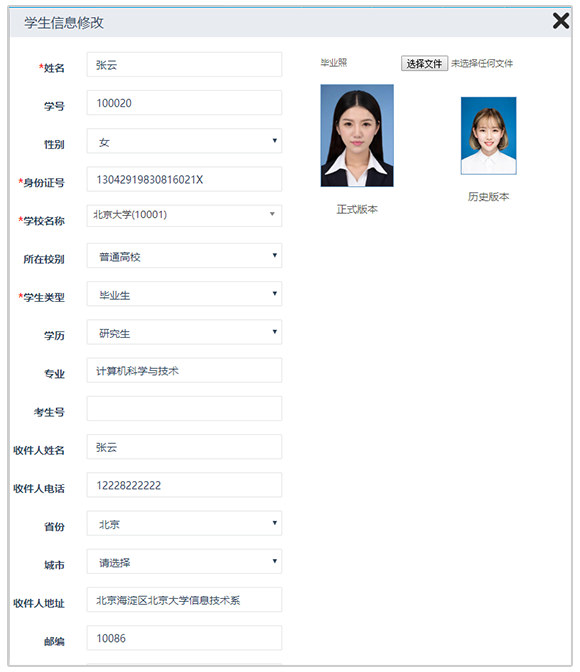 学生信息修改
*姓名 张云
学号 100020
性别 女
*身份证号 13042919830816021X
*学校名称 北京大学(10001)
所在校别 普通高校
*学生类型 毕业生
学历 研究生
专业 计算机科学与技术
考生号
收件人姓名 张云
收件人电话 12228222222
省份 北京
城市 请选择
收件人地址 北京海淀区北京大学信息技术系
邮编 10086
毕业照 选择文件 未选择任何文件
正式版本
历史版本